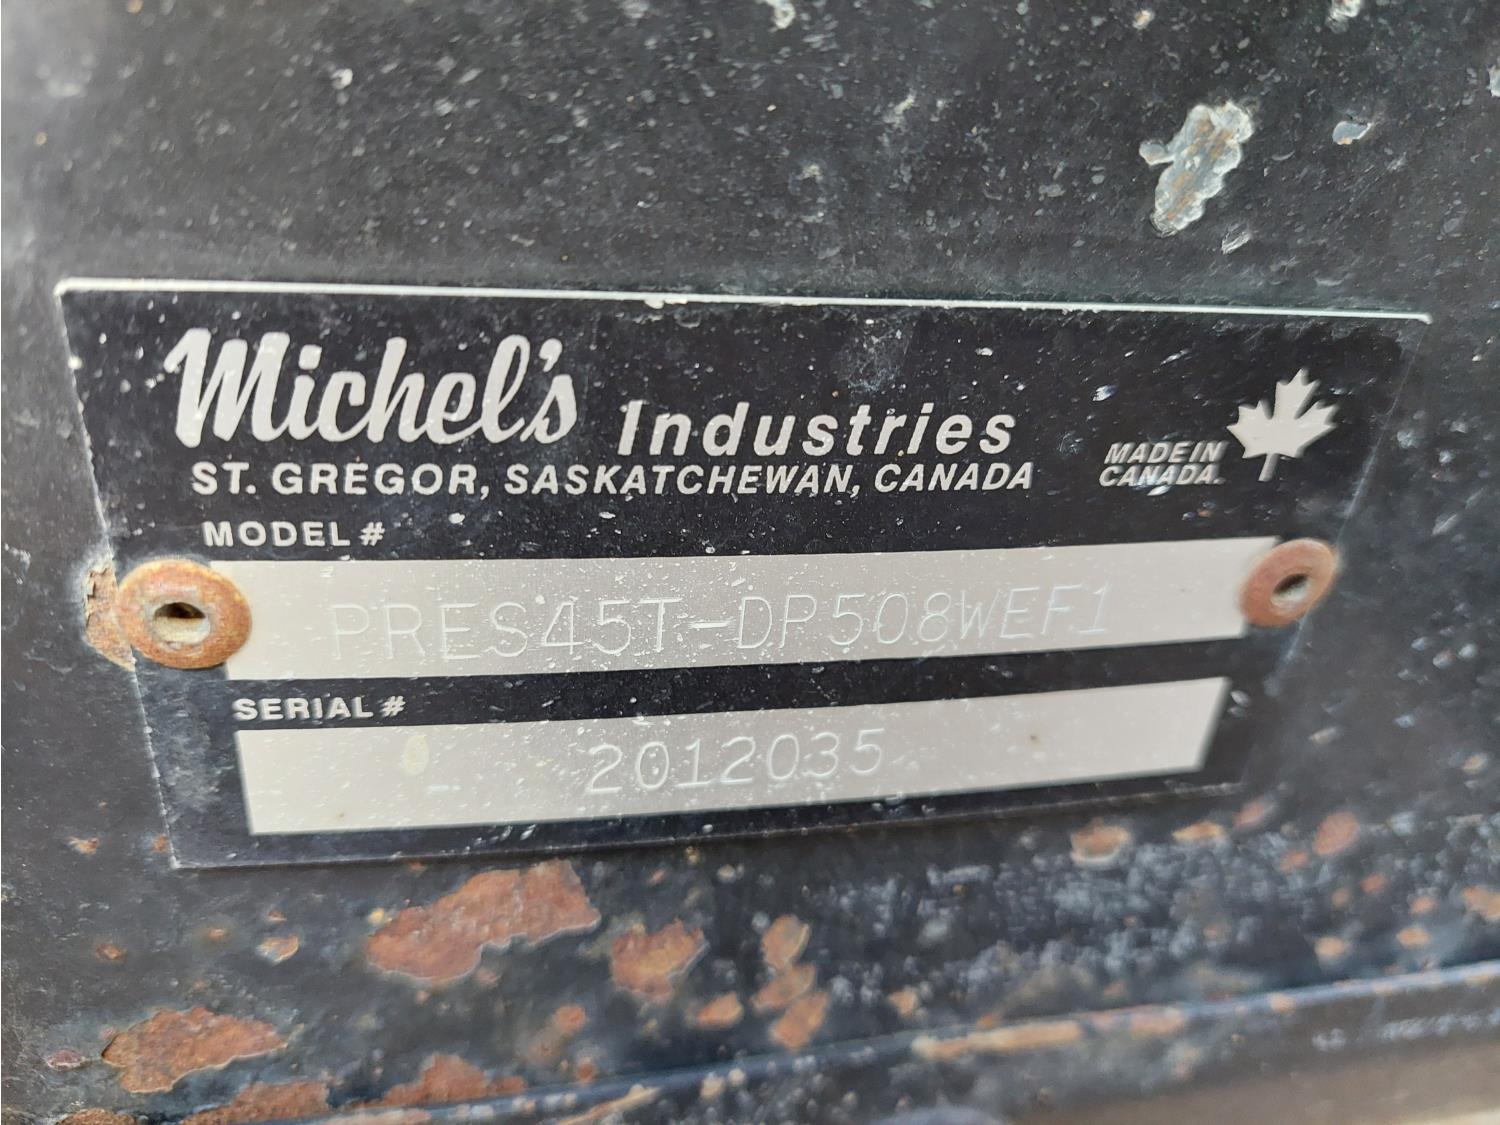 Michel's Industries
ST. GREGOR, SASKATCHEWAN, CANADA
MADE IN
CANADA.
MODEL #
PRES45T-DP508WEF1
SERIAL #
2012035